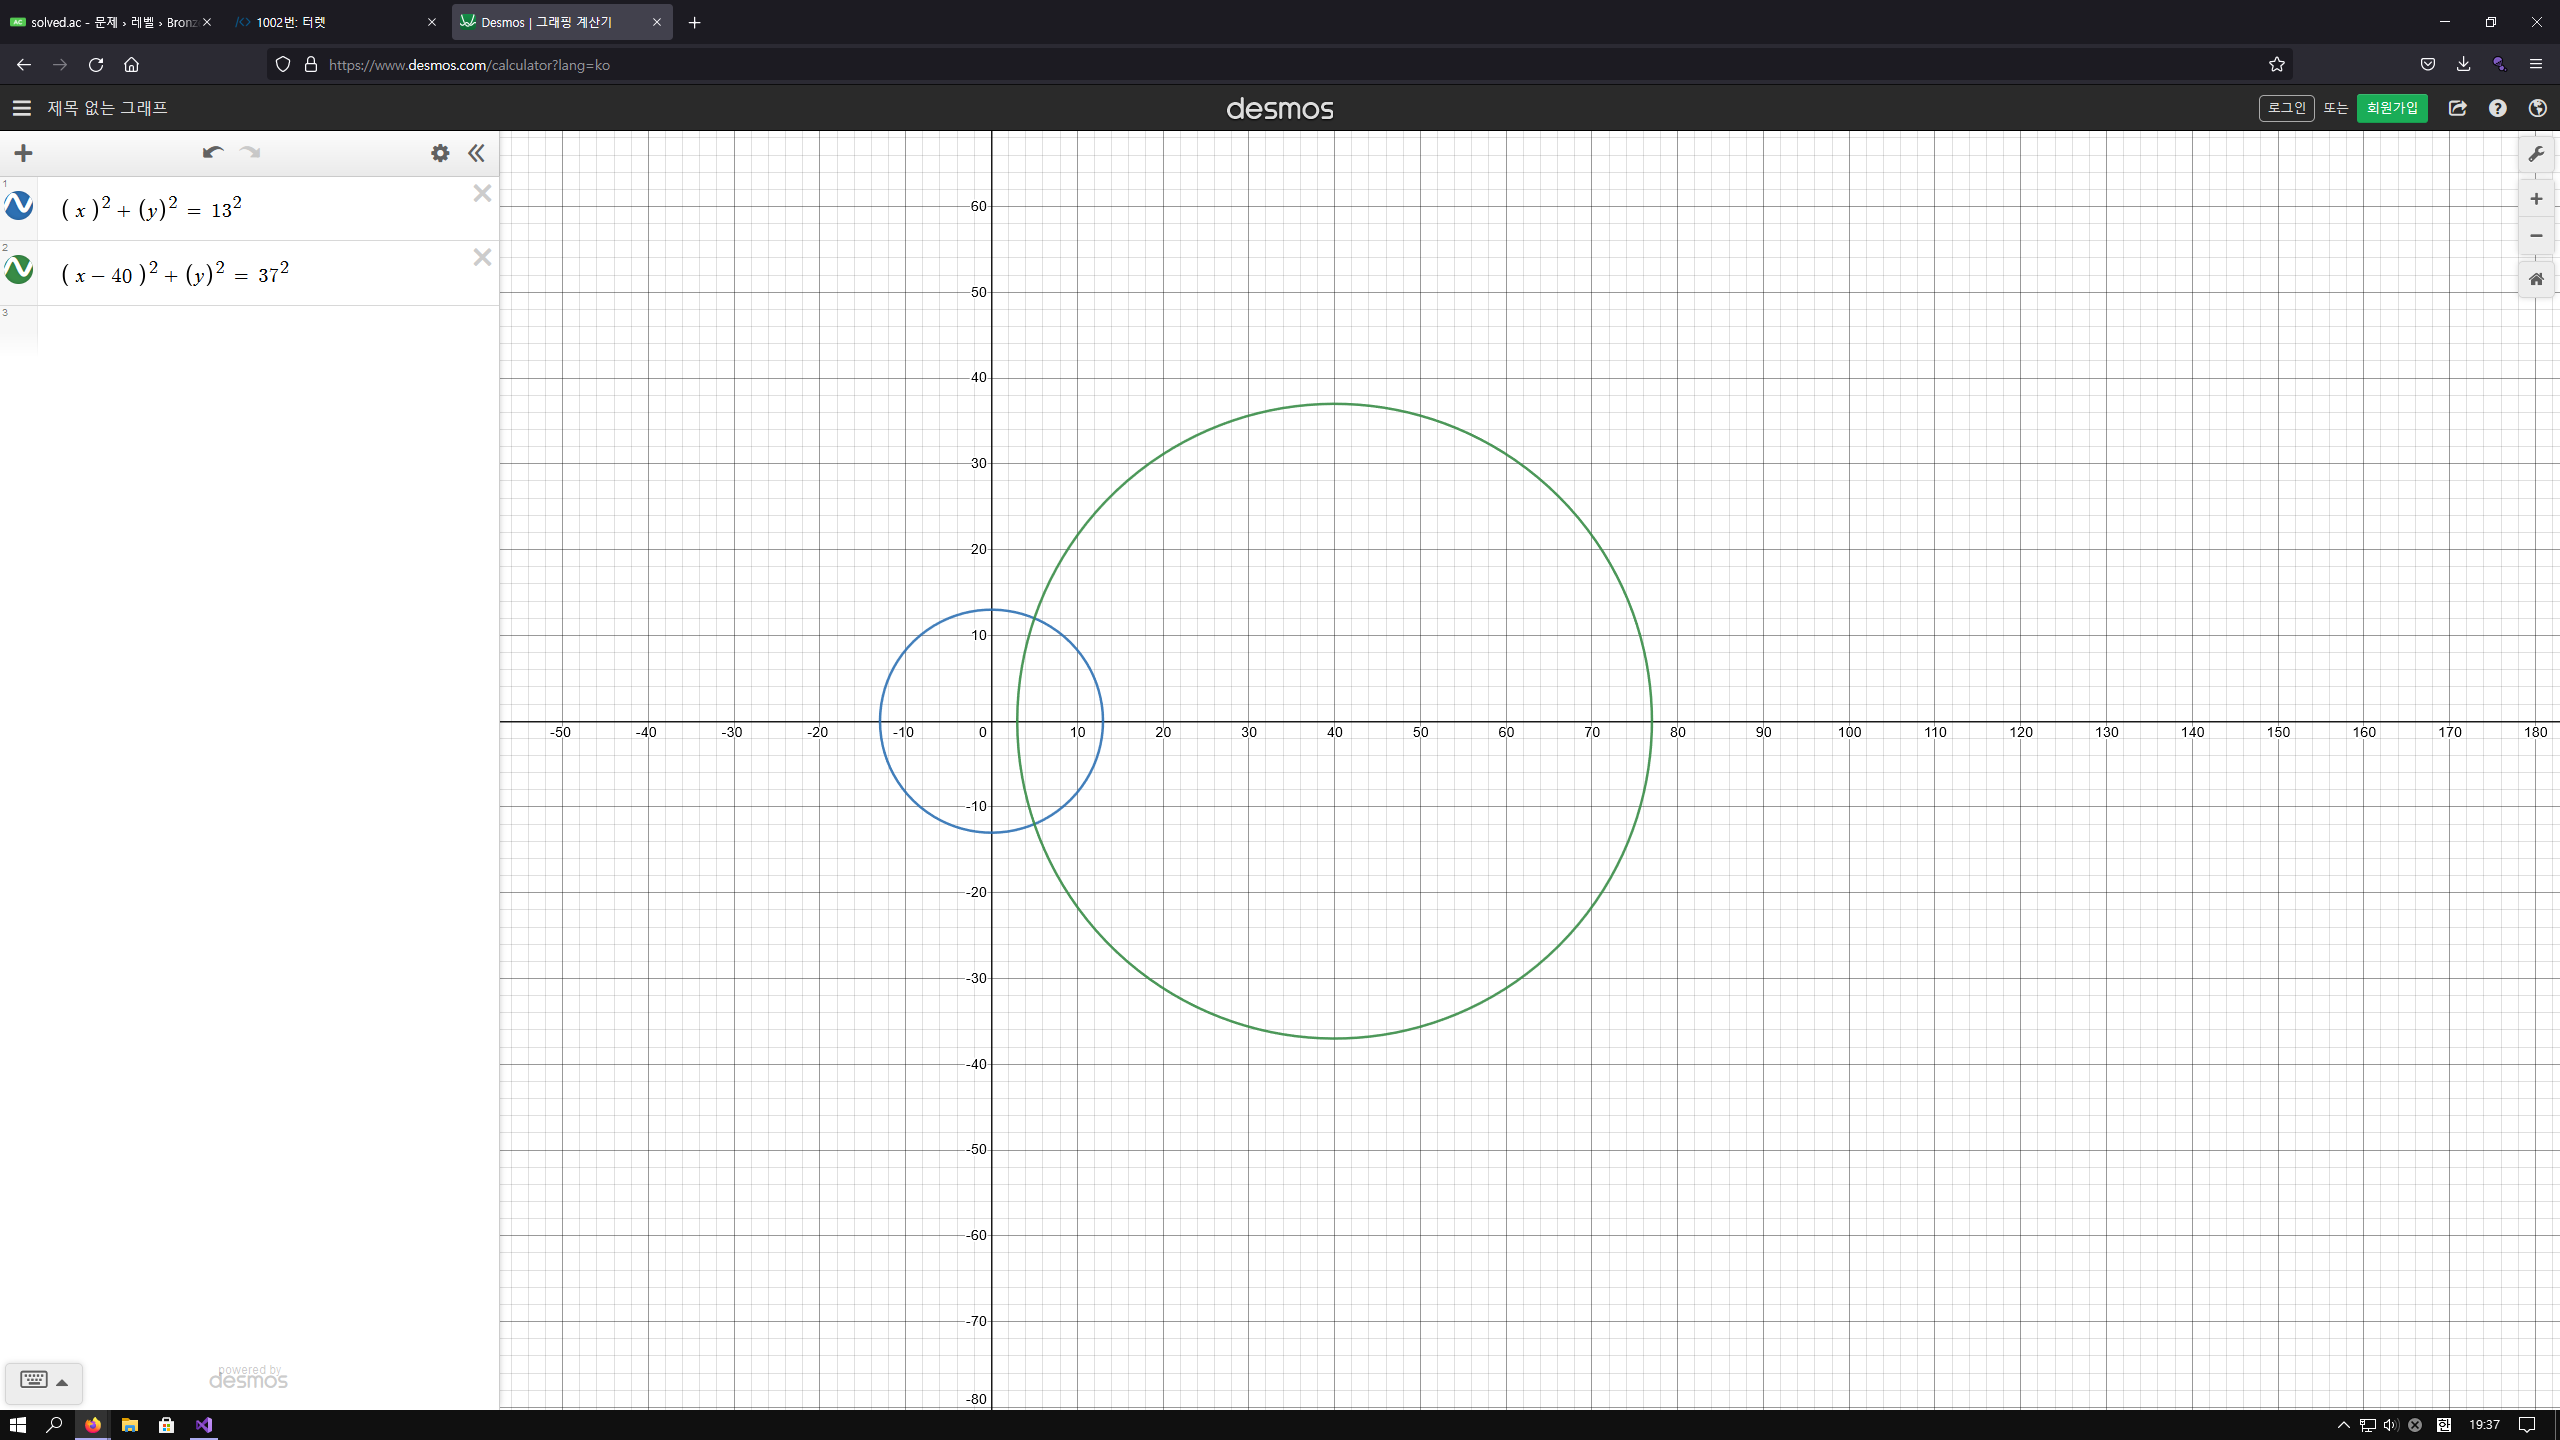 solved.ac - 문제 › 레벨 › Bronz
1002번: 터렛
Desmos | 그래핑 계산기
https://www.desmos.com/calculator?lang=ko
제목 없는 그래프
desmos
로그인 또는 회원가입
1
(x)²+(y)² = 13²
2
(x−40)²+(y)² = 37²
3
60
50
40
30
20
10
-50 -40 -30 -20 -10 0 10 20 30 40 50 60 70 80 90 100 110 120 130 140 150 160 170 180
-10
-20
-30
-40
-50
-60
-70
-80
powered by
desmos
한 19:37